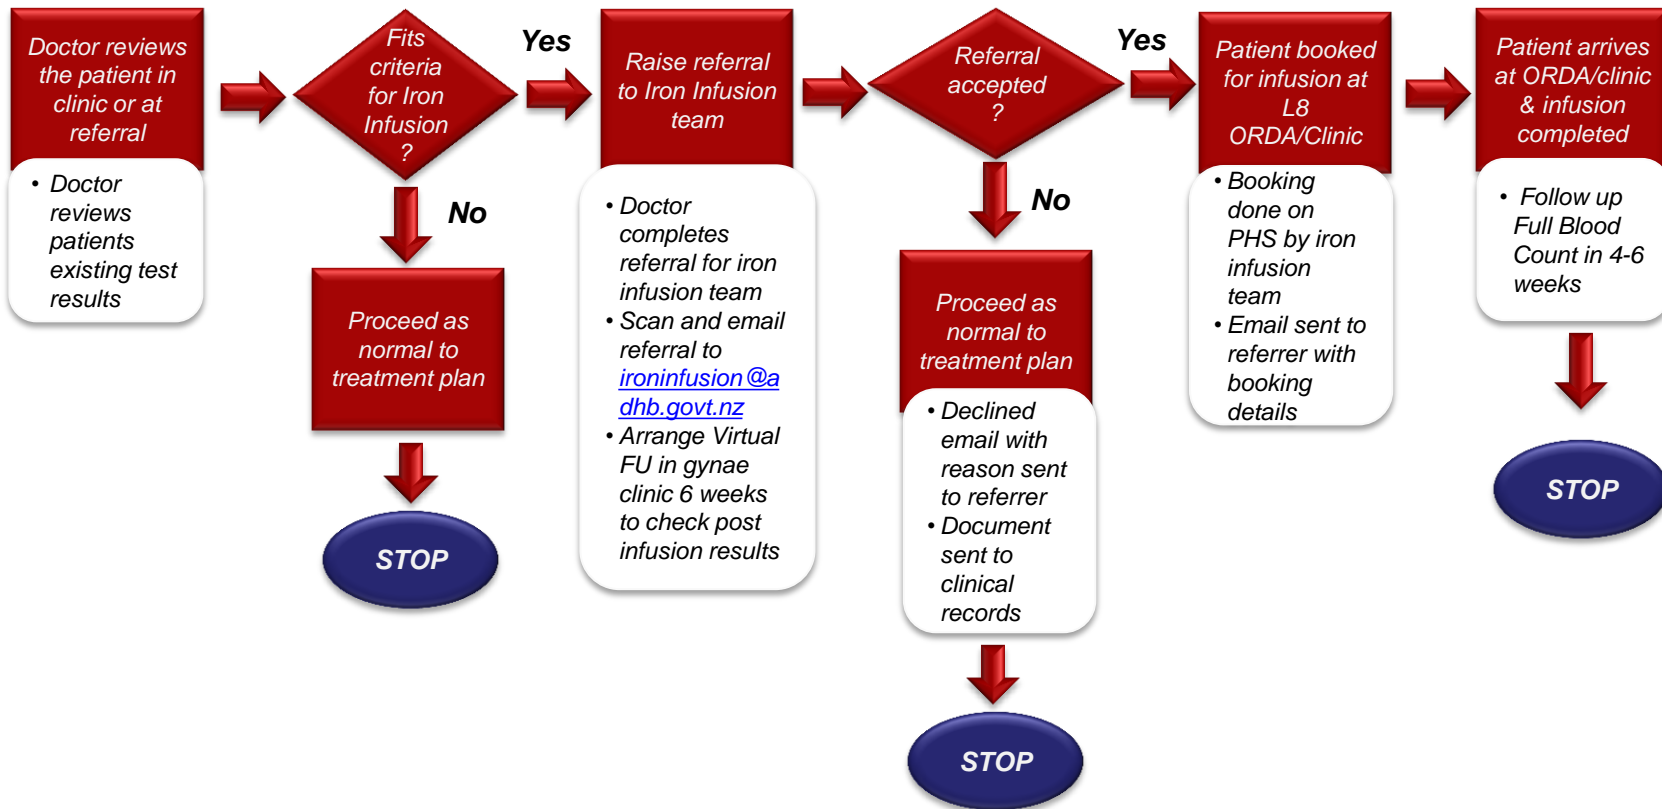 Doctor reviews
the patient in
clinic or at
referral
• Doctor
reviews
patients
existing test
results
Fits
criteria
for Iron
Infusion
?
Yes
No
Proceed as
normal to
treatment plan
STOP
Raise referral
to Iron Infusion
team
• Doctor
completes
referral for iron
infusion team
• Scan and email
referral to
ironinfusion@a
dhb.govt.nz
• Arrange Virtual
FU in gynae
clinic 6 weeks
to check post
infusion results
Referral
accepted
?
Yes
No
Proceed as
normal to
treatment plan
• Declined
email with
reason sent
to referrer
• Document
sent to
clinical
records
STOP
Patient booked
for infusion at
L8
ORDA/Clinic
• Booking
done on
PHS by iron
infusion
team
• Email sent to
referrer with
booking
details
Patient arrives
at ORDA/clinic
& infusion
completed
• Follow up
Full Blood
Count in 4-6
weeks
STOP